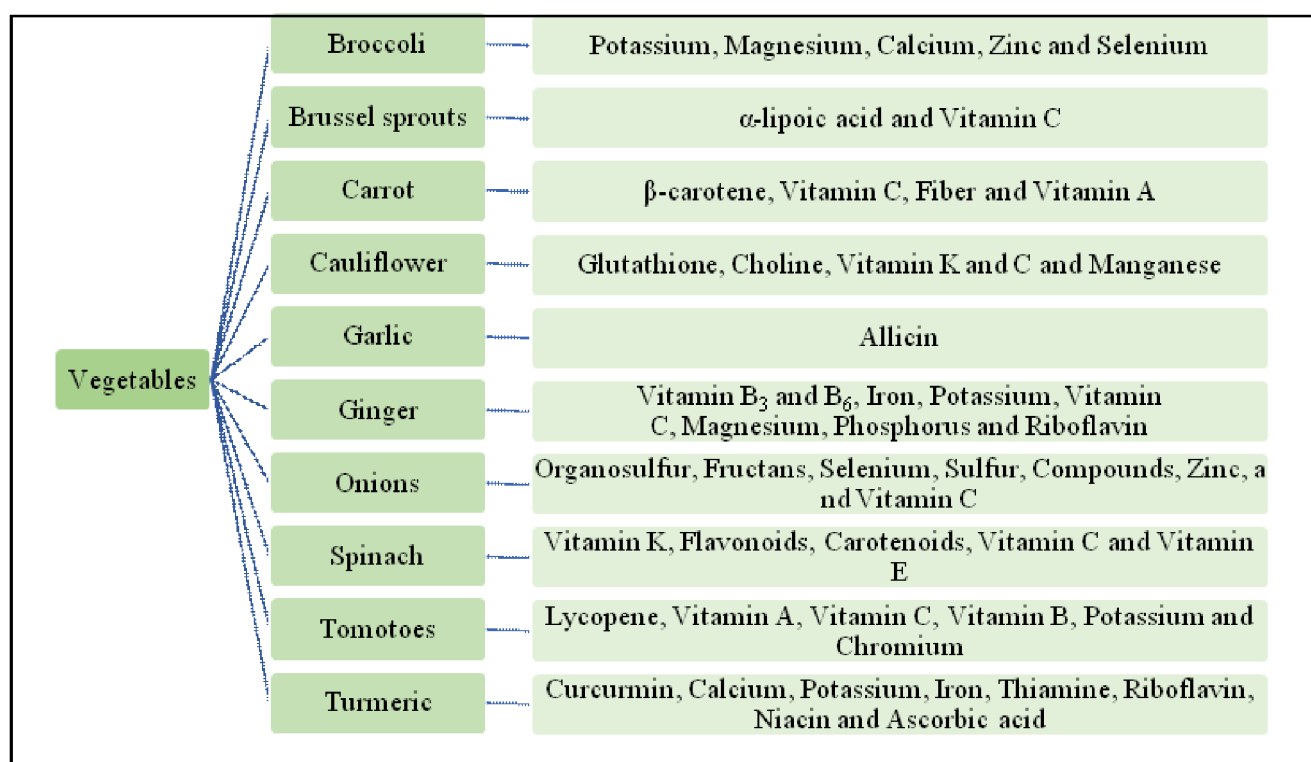 Vegetables
Broccoli
Potassium, Magnesium, Calcium, Zinc and Selenium
Brussel sprouts
α-lipoic acid and Vitamin C
Carrot
β-carotene, Vitamin C, Fiber and Vitamin A
Cauliflower
Glutathione, Choline, Vitamin K and C and Manganese
Garlic
Allicin
Ginger
Vitamin B₃ and B₆, Iron, Potassium, Vitamin
C, Magnesium, Phosphorus and Riboflavin
Onions
Organosulfur, Fructans, Selenium, Sulfur, Compounds, Zinc, a
nd Vitamin C
Spinach
Vitamin K, Flavonoids, Carotenoids, Vitamin C and Vitamin
E
Tomotoes
Lycopene, Vitamin A, Vitamin C, Vitamin B, Potassium and
Chromium
Turmeric
Curcurmin, Calcium, Potassium, Iron, Thiamine, Riboflavin,
Niacin and Ascorbic acid